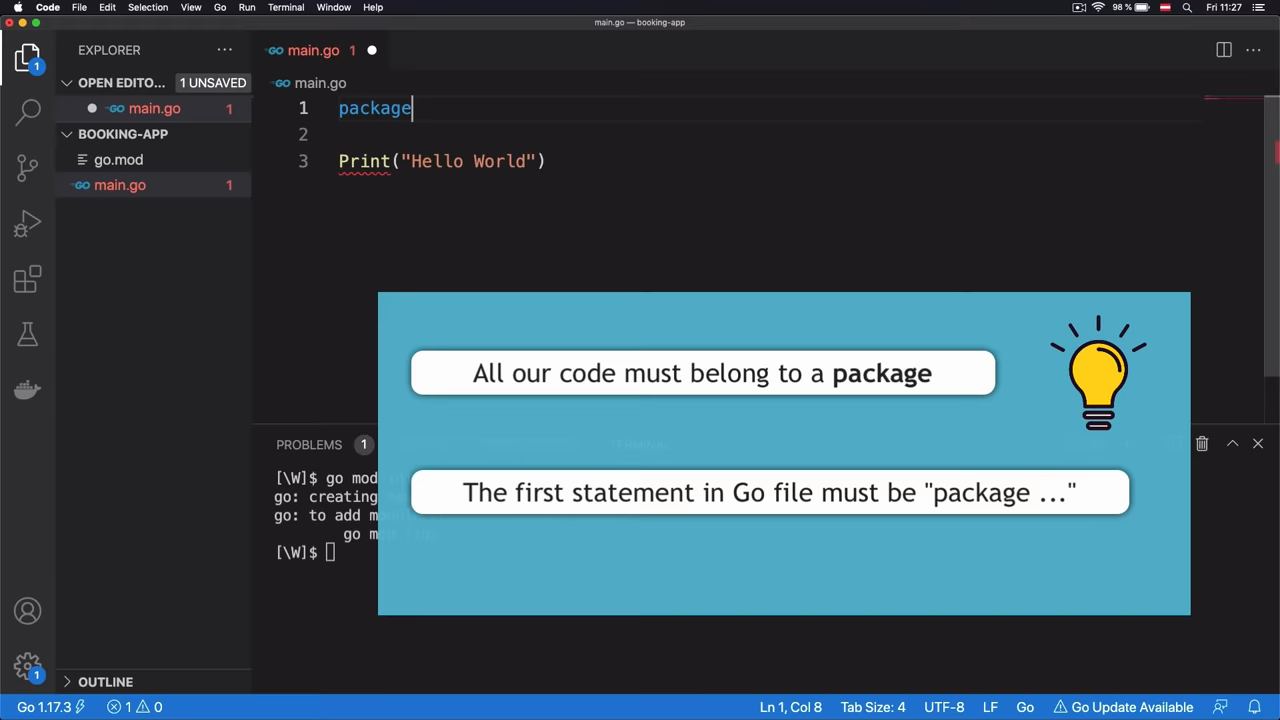 Code File Edit Selection View Go Run Terminal Window Help 98 % Fri 11:27
main.go — booking-app
EXPLORER
main.go 1
OPEN EDITO... 1 UNSAVED
main.go
main.go 1
1 package
BOOKING-APP
2
go.mod
3 Print("Hello World")
main.go 1
All our code must belong to a package
PROBLEMS 1
[\W]$ go mod
The first statement in Go file must be "package ..."
go: creating
go: to add
go
[\W]$
OUTLINE
Go 1.17.3 1 0 Ln 1, Col 8 Tab Size: 4 UTF-8 LF Go Go Update Available
1
1